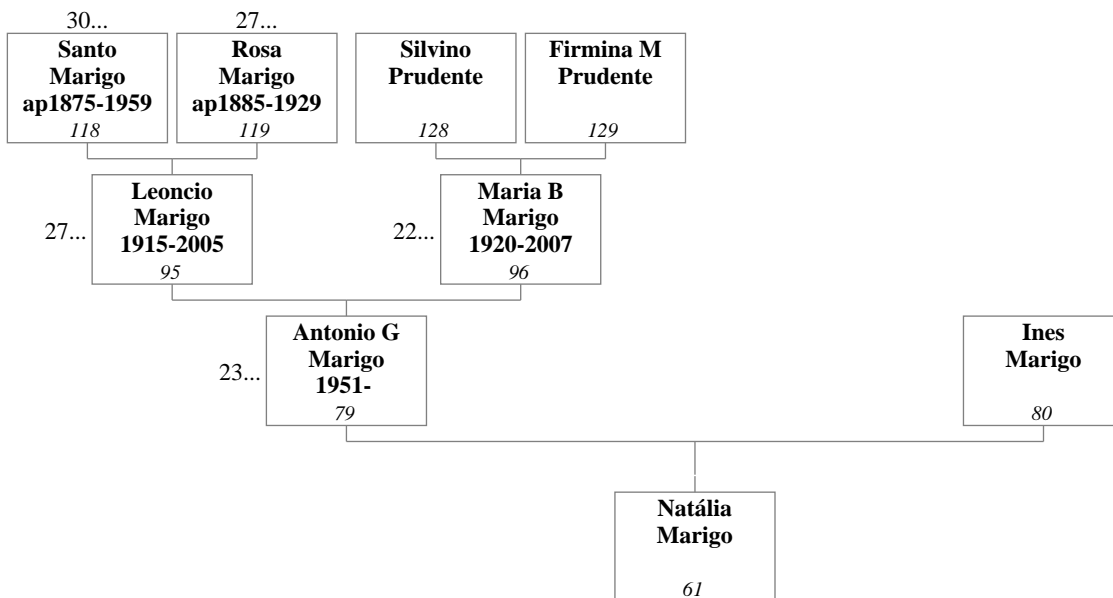 30...
27...
Santo
Marigo
ap1875-1959
118
Rosa
Marigo
ap1885-1929
119
Silvino
Prudente
128
Firmina M
Prudente
129
27...
Leoncio
Marigo
1915-2005
95
22...
Maria B
Marigo
1920-2007
96
23...
Antonio G
Marigo
1951-
79
Ines
Marigo
80
Natália
Marigo
61